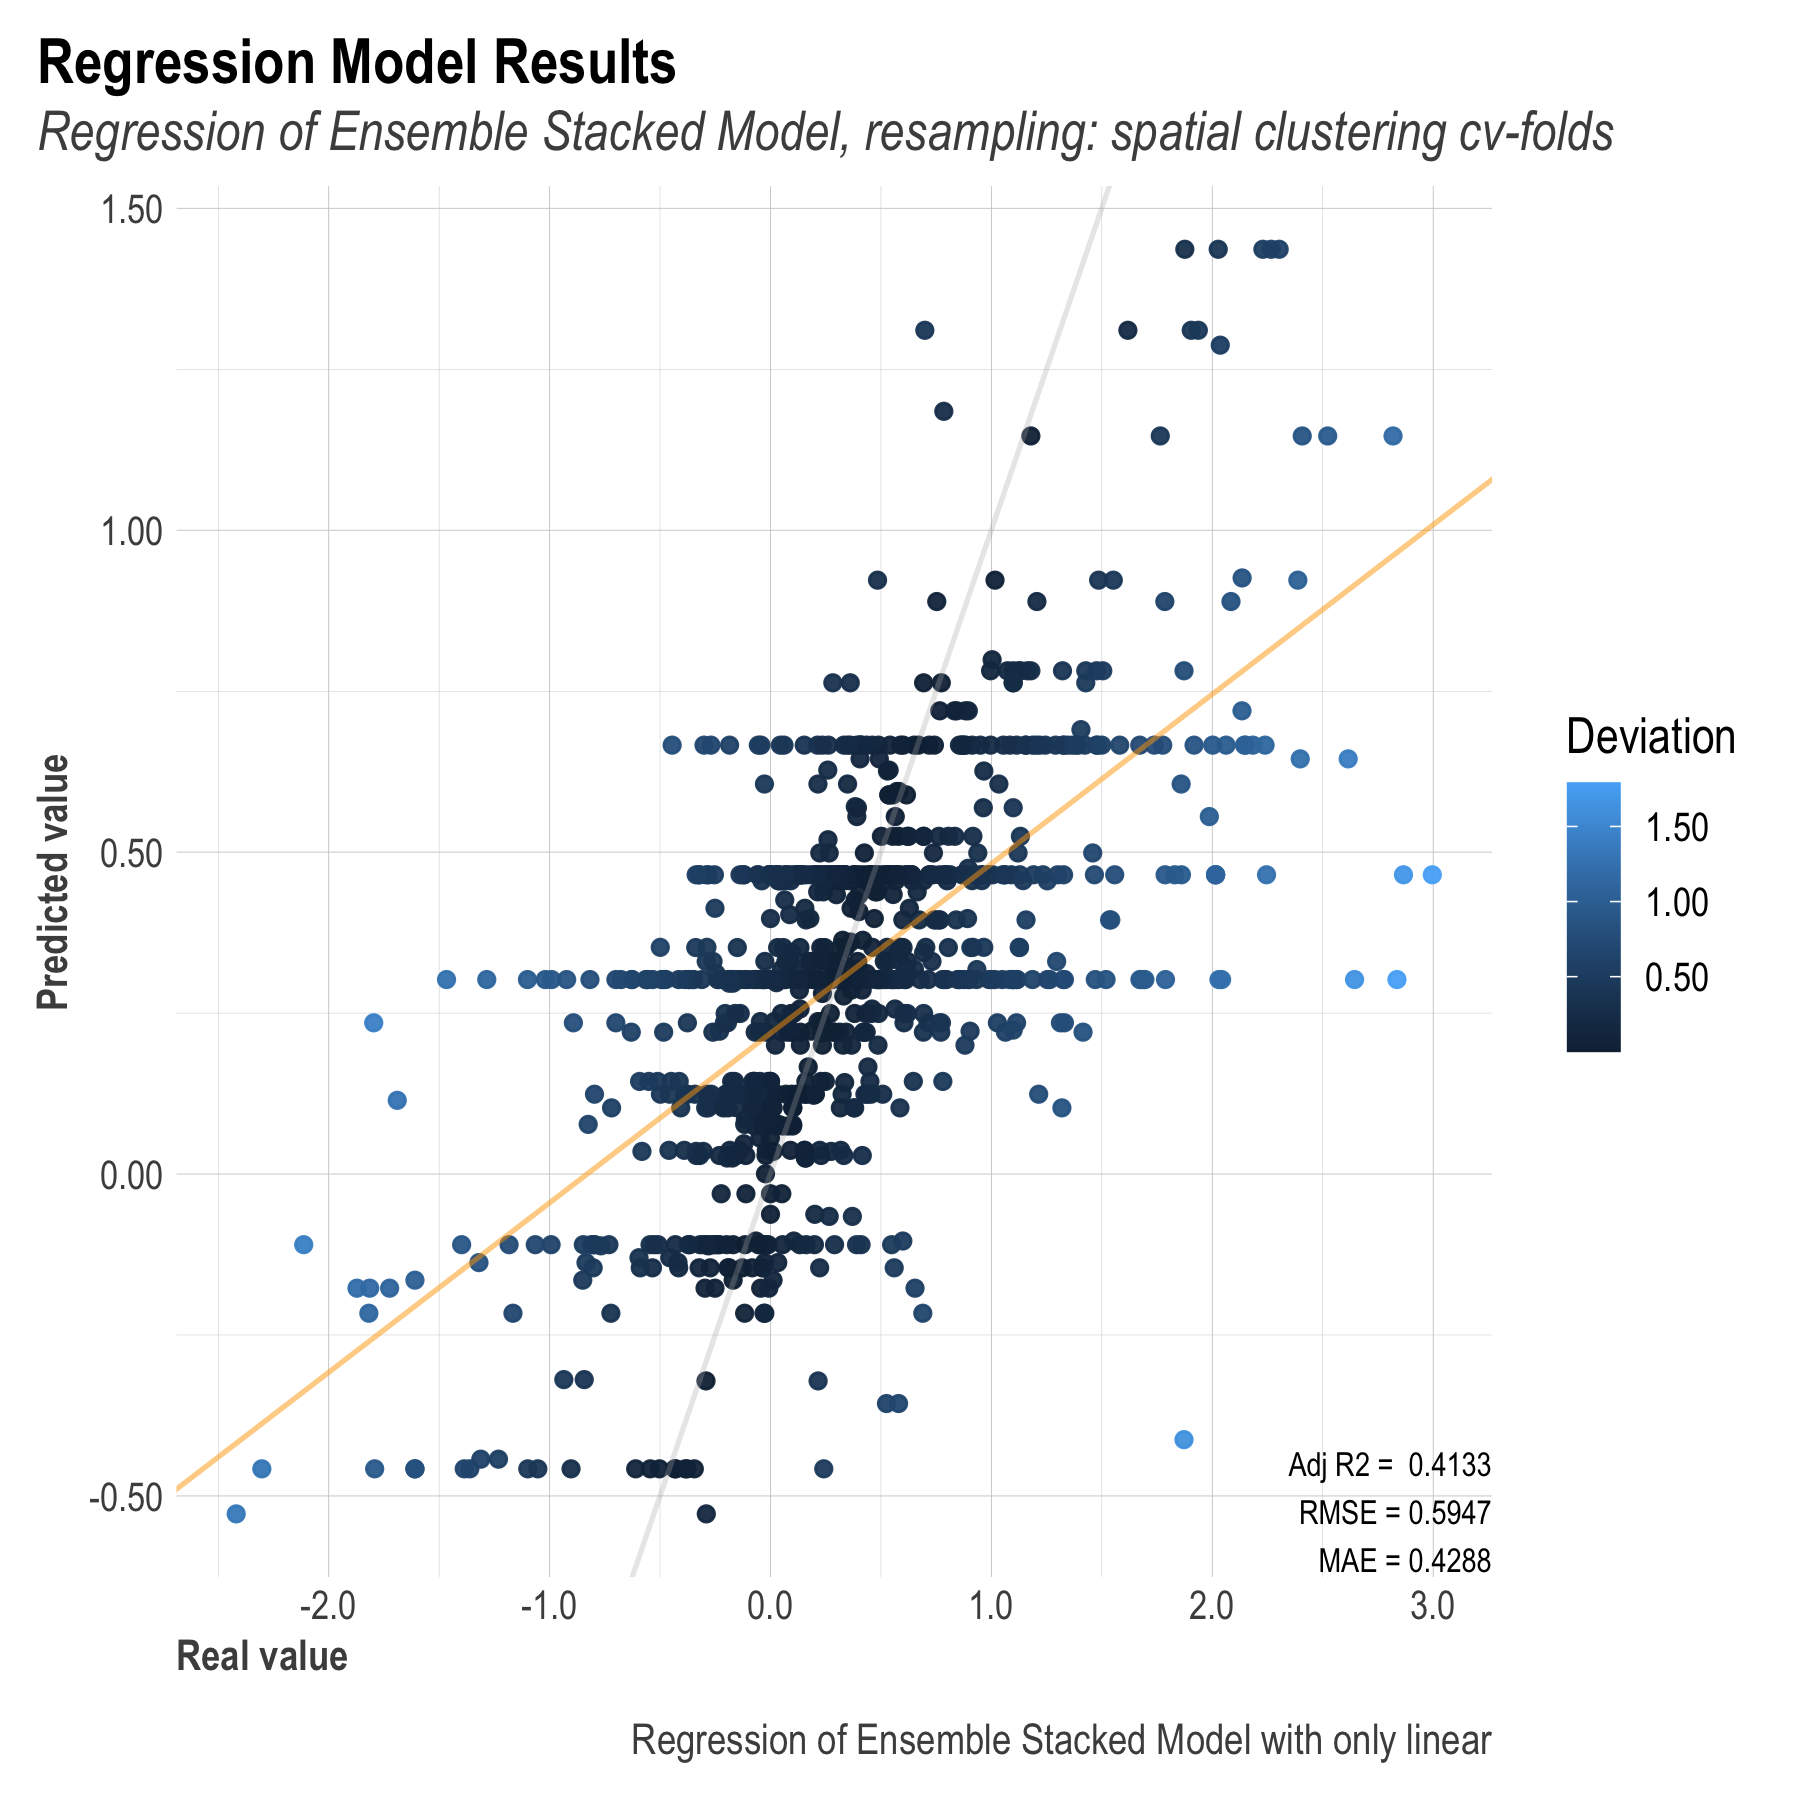 Regression Model Results
Regression of Ensemble Stacked Model, resampling: spatial clustering cv-folds
1.50
1.00
0.50
0.00
-0.50
Predicted value
Deviation
1.50
1.00
0.50
Adj R2 =  0.4133
RMSE = 0.5947
MAE = 0.4288
-2.0 -1.0 0.0 1.0 2.0 3.0
Real value
Regression of Ensemble Stacked Model with only linear